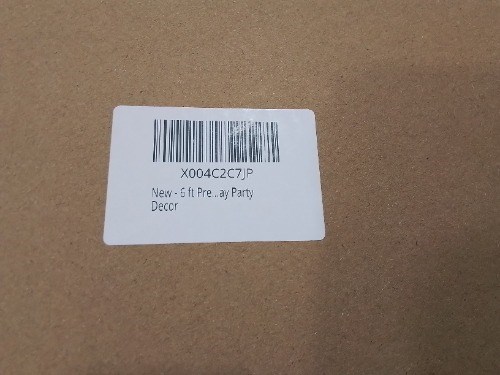 X004C2C7JP
New - 6 ft Pre...ay Party
Decor